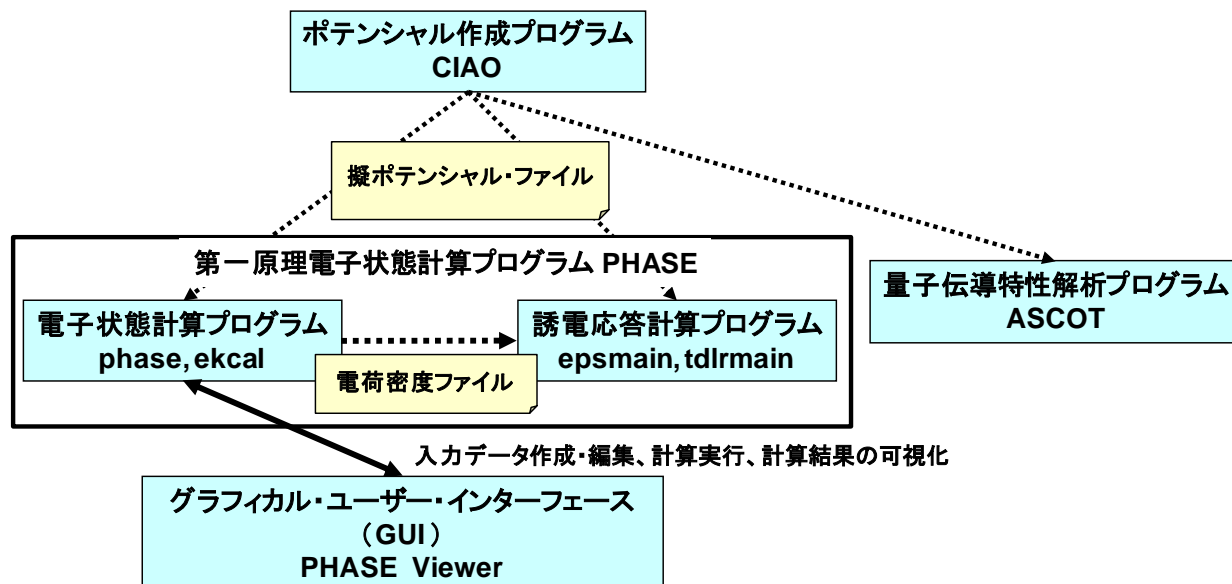 ポテンシャル作成プログラム
CIAO
擬ポテンシャル・ファイル
第一原理電子状態計算プログラム PHASE
電子状態計算プログラム
phase, ekcal
誘電応答計算プログラム
epsmain, tdlrmain
電荷密度ファイル
量子伝導特性解析プログラム
ASCOT
入力データ作成・編集、計算実行、計算結果の可視化
グラフィカル・ユーザー・インターフェース
（GUI）
PHASE Viewer